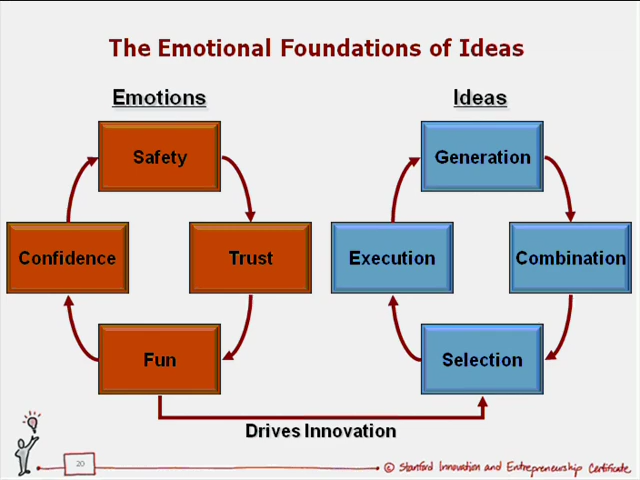 The Emotional Foundations of Ideas
Emotions
Ideas
Safety
Generation
Confidence
Trust
Execution
Combination
Fun
Selection
Drives Innovation
20
© Stanford Innovation and Entrepreneurship Certificate